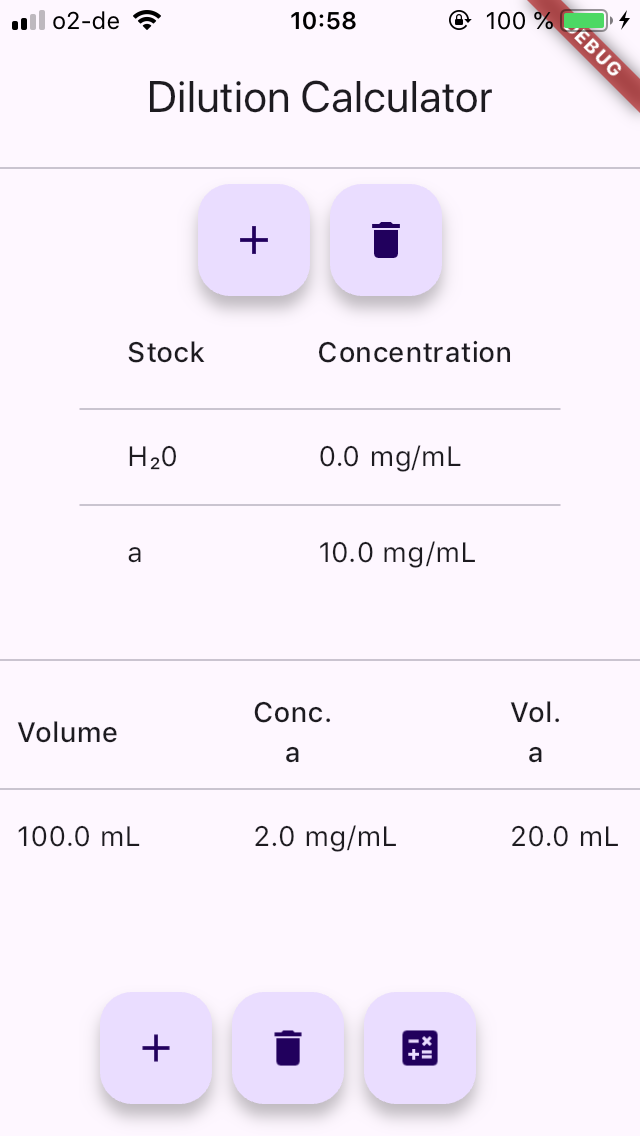 o2-de 10:58 100 %
DEBUG
Dilution Calculator
Stock Concentration
H₂0 0.0 mg/mL
a 10.0 mg/mL
Volume Conc. a Vol. a
100.0 mL 2.0 mg/mL 20.0 mL